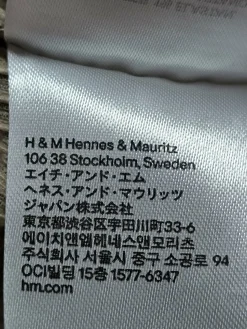 H & M Hennes & Mauritz
106 38 Stockholm, Sweden
エイチ・アンド・エム
ヘネス・アンド・マウリッツ
ジャパン株式会社
東京都渋谷区宇田川町33-6
에이치앤엠헤네스앤모리츠
주식회사 서울시 중구 소공로 94
OCI빌딩 15층 1577-6347
hm.com